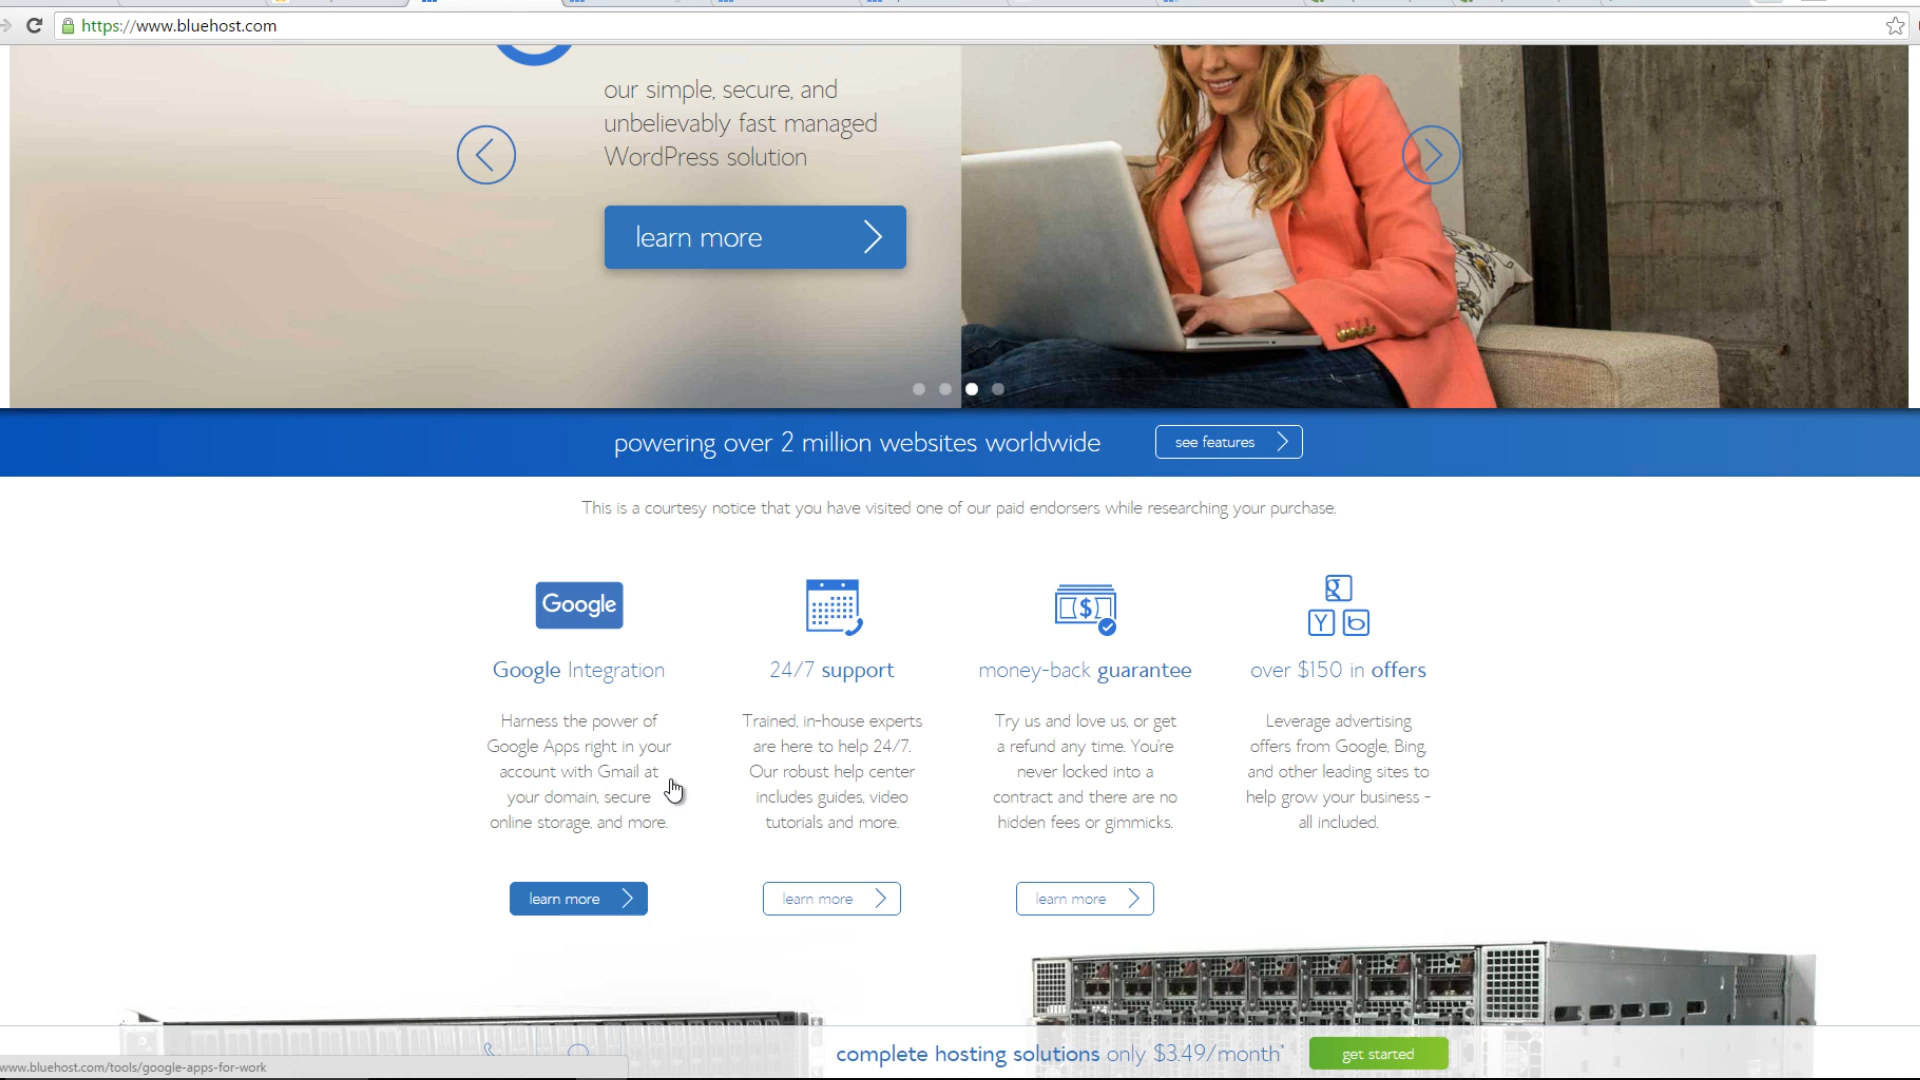 https://www.bluehost.com
our simple, secure, and
unbelievably fast managed
WordPress solution
learn more
powering over 2 million websites worldwide
see features
This is a courtesy notice that you have visited one of our paid endorsers while researching your purchase.
Google
g
Y b
Google Integration
24/7 support
money-back guarantee
over $150 in offers
Harness the power of
Google Apps right in your
account with Gmail at
your domain, secure
online storage, and more.
Trained, in-house experts
are here to help 24/7.
Our robust help center
includes guides, video
tutorials and more.
Try us and love us, or get
a refund any time. You're
never locked into a
contract and there are no
hidden fees or gimmicks.
Leverage advertising
offers from Google, Bing,
and other leading sites to
help grow your business -
all included.
learn more
learn more
learn more
complete hosting solutions only $3.49/month*
get started
www.bluehost.com/tools/google-apps-for-work